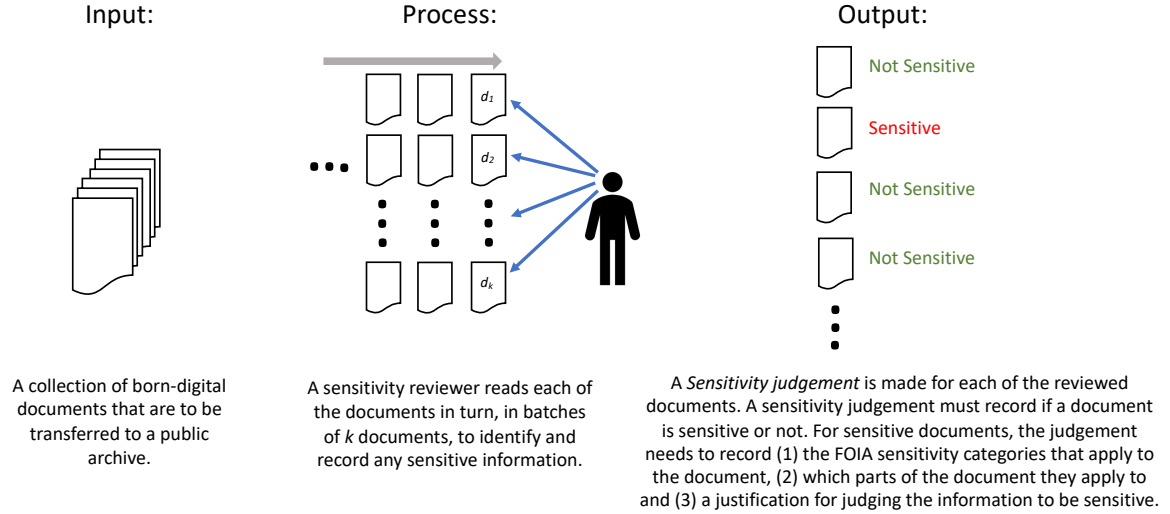 Input:
Process:
Output:
d1
d2
dk
Not Sensitive
Sensitive
Not Sensitive
Not Sensitive
A collection of born-digital
documents that are to be
transferred to a public
archive.
A sensitivity reviewer reads each of
the documents in turn, in batches
of k documents, to identify and
record any sensitive information.
A Sensitivity judgement is made for each of the reviewed
documents. A sensitivity judgement must record if a document
is sensitive or not. For sensitive documents, the judgement
needs to record (1) the FOIA sensitivity categories that apply to
the document, (2) which parts of the document they apply to
and (3) a justification for judging the information to be sensitive.